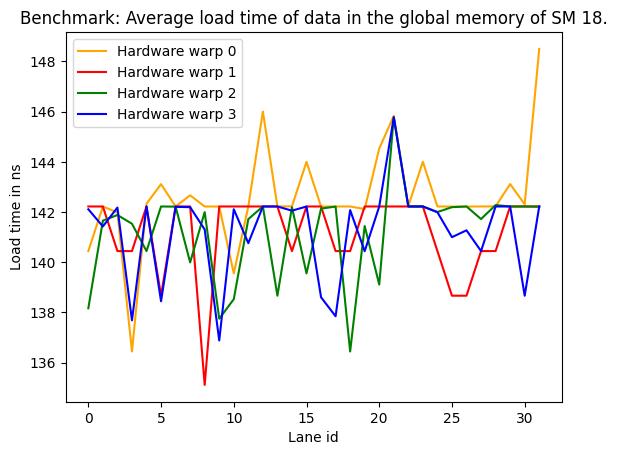 Benchmark: Average load time of data in the global memory of SM 18.
Hardware warp 0
Hardware warp 1
Hardware warp 2
Hardware warp 3
Load time in ns
148
146
144
142
140
138
136
0 5 10 15 20 25 30
Lane id